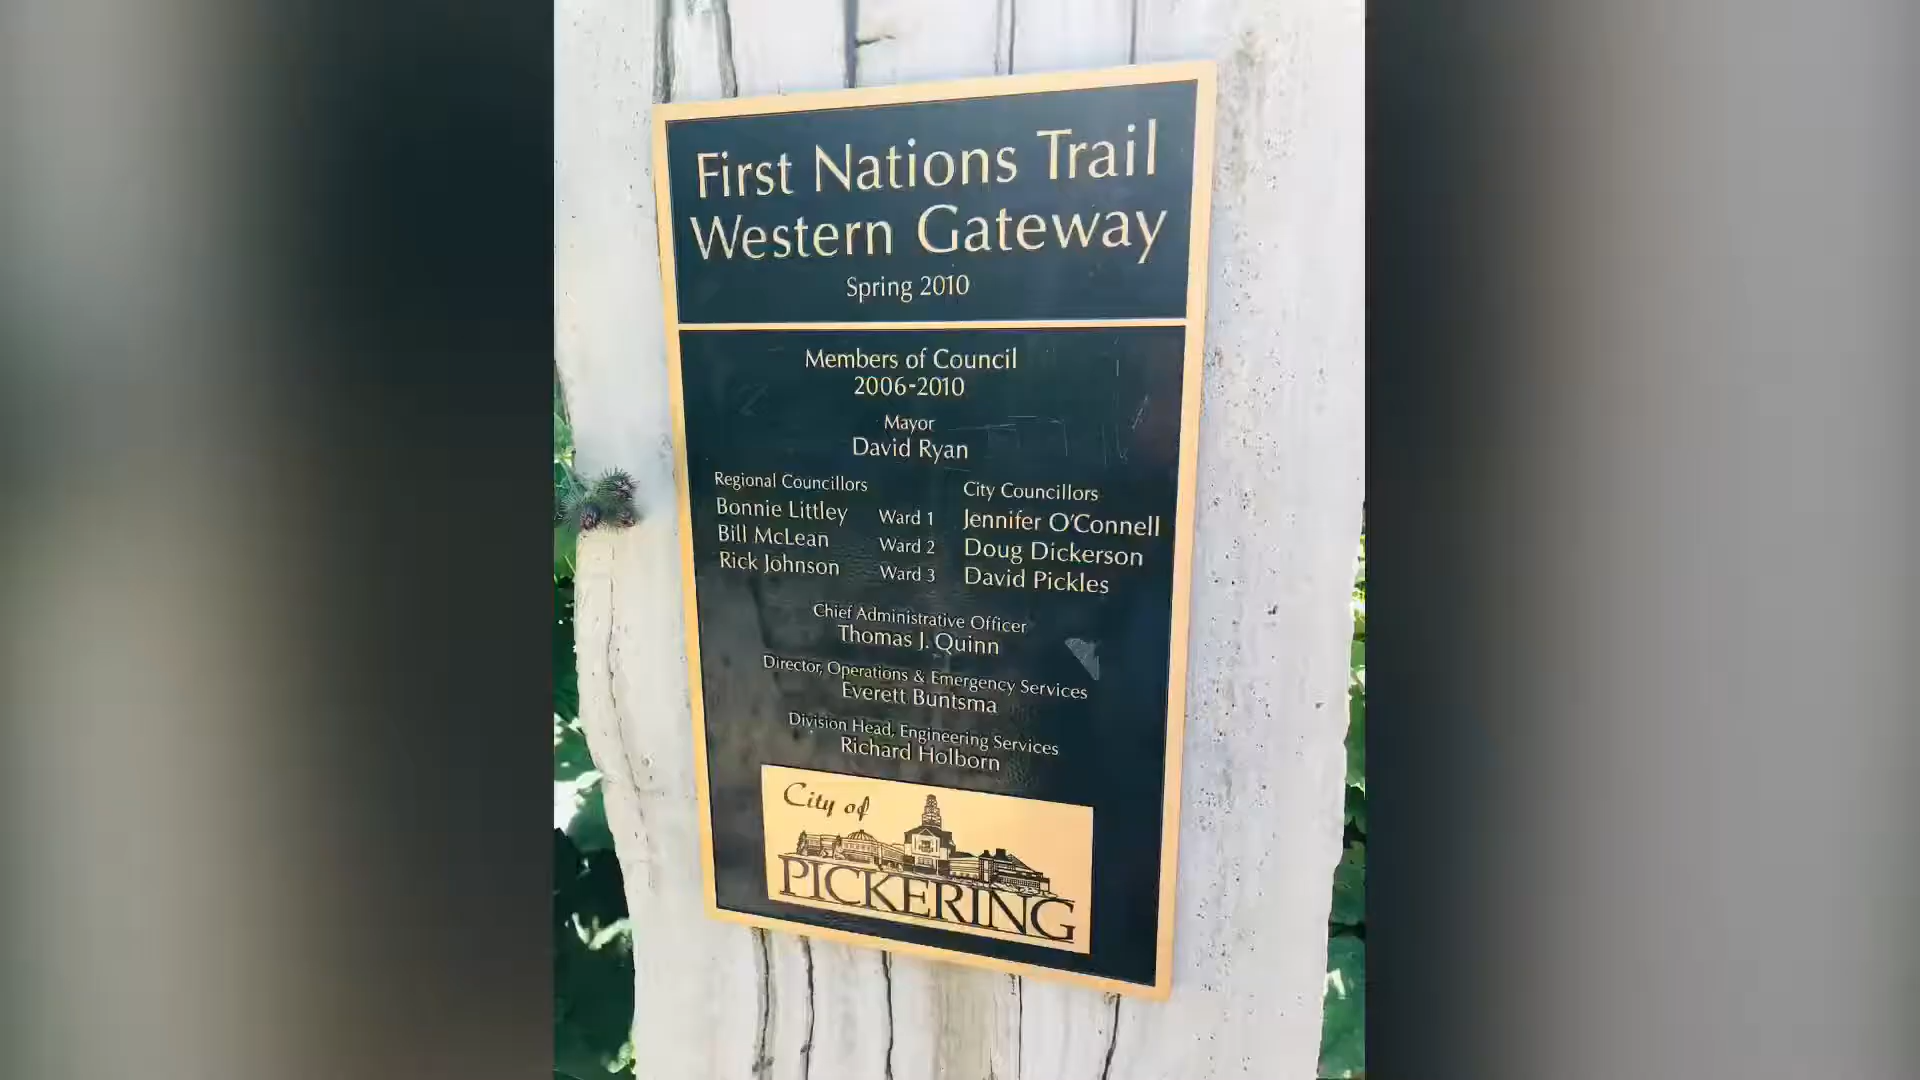 First Nations Trail
Western Gateway
Spring 2010
Members of Council
2006-2010
Mayor
David Ryan
Regional Councillors City Councillors
Bonnie Littley Ward 1 Jennifer O'Connell
Bill McLean Ward 2 Doug Dickerson
Rick Johnson Ward 3 David Pickles
Chief Administrative Officer
Thomas J. Quinn
Director, Operations & Emergency Services
Everett Buntsma
Division Head, Engineering Services
Richard Holborn
City of
PICKERING